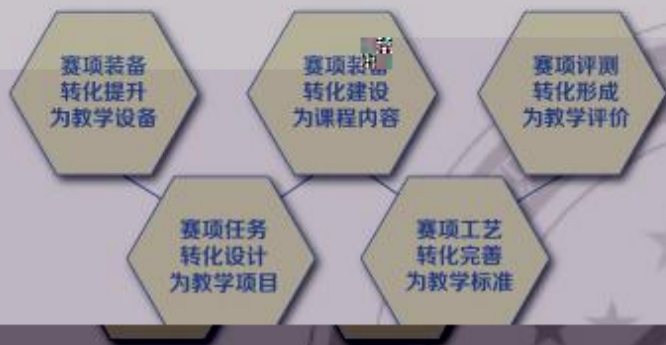 赛项装备
转化提升
为教学设备
赛项装
转化建设
为课程内容
赛项评测
转化形成
为教学评价
赛项任务
转化设计
为教学项目
赛项工艺
转化完善
为教学标准